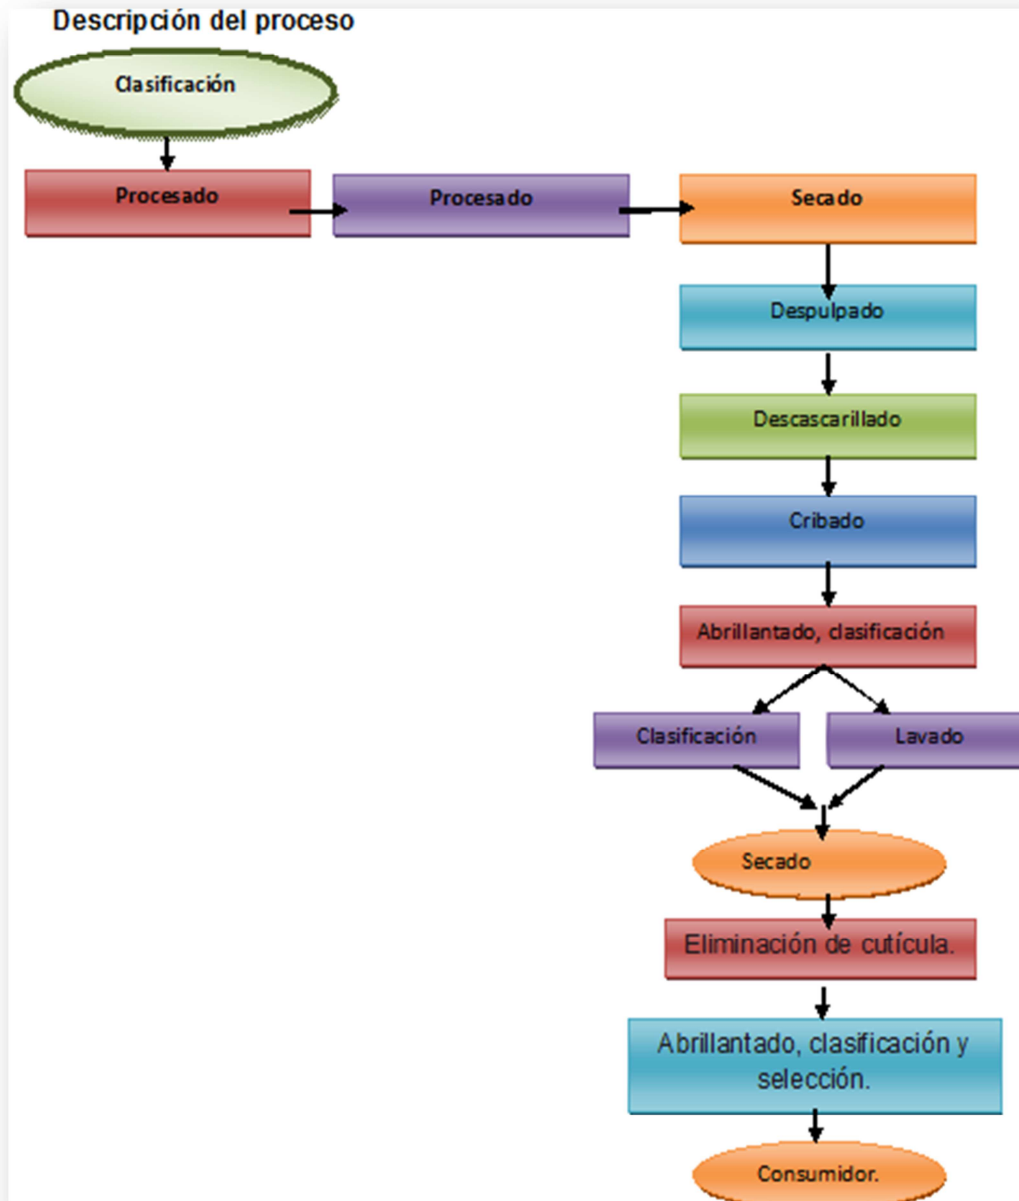 Descripción del proceso
Clasificación
Procesado
Procesado
Secado
Despulpado
Descascarillado
Cribado
Abrillantado, clasificación
Clasificación
Lavado
Secado
Eliminación de cutícula.
Abrillantado, clasificación y
selección.
Consumidor.